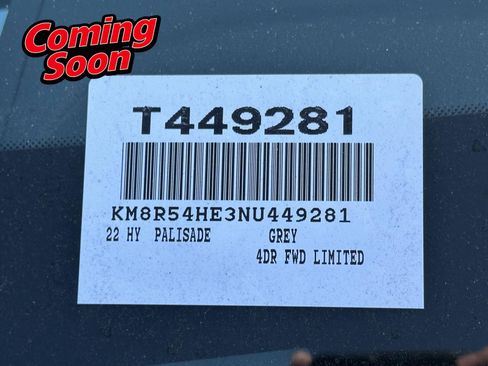 Coming
Soon
T449281
KM8R54HE3NU449281
22 HY PALISADE GREY
4DR FWD LIMITED